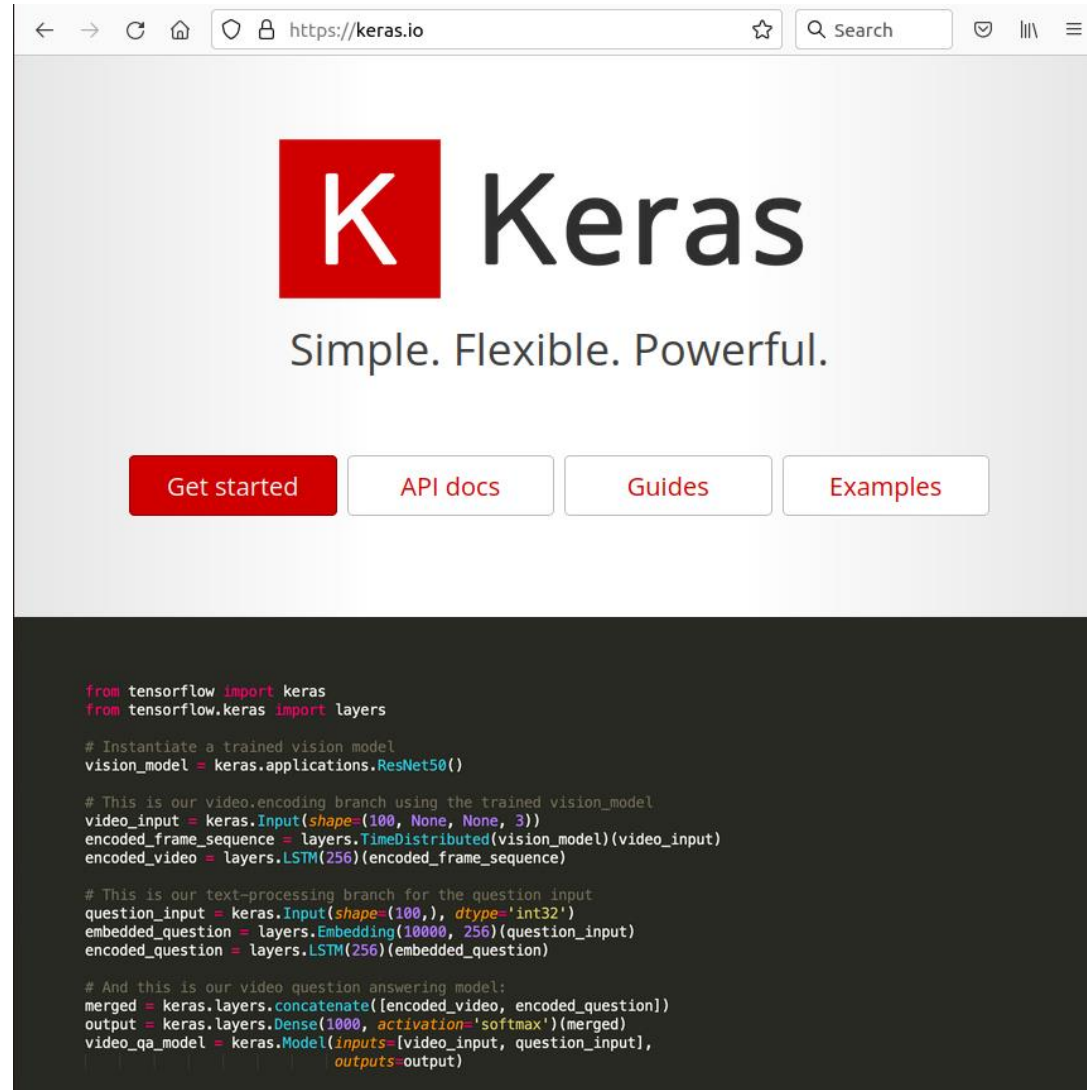 https://keras.io
Search
K Keras
Simple. Flexible. Powerful.
Get started API docs Guides Examples
from tensorflow import keras
from tensorflow.keras import layers
# Instantiate a trained vision model
vision_model = keras.applications.ResNet50()
# This is our video.encoding branch using the trained vision_model
video_input = keras.Input(shape=(100, None, None, 3))
encoded_frame_sequence = layers.TimeDistributed(vision_model)(video_input)
encoded_video = layers.LSTM(256)(encoded_frame_sequence)
# This is our text-processing branch for the question input
question_input = keras.Input(shape=(100,), dtype='int32')
embedded_question = layers.Embedding(10000, 256)(question_input)
encoded_question = layers.LSTM(256)(embedded_question)
# And this is our video question answering model:
merged = keras.layers.concatenate([encoded_video, encoded_question])
output = keras.layers.Dense(1000, activation='softmax')(merged)
video_qa_model = keras.Model(inputs=[video_input, question_input],
outputs=output)